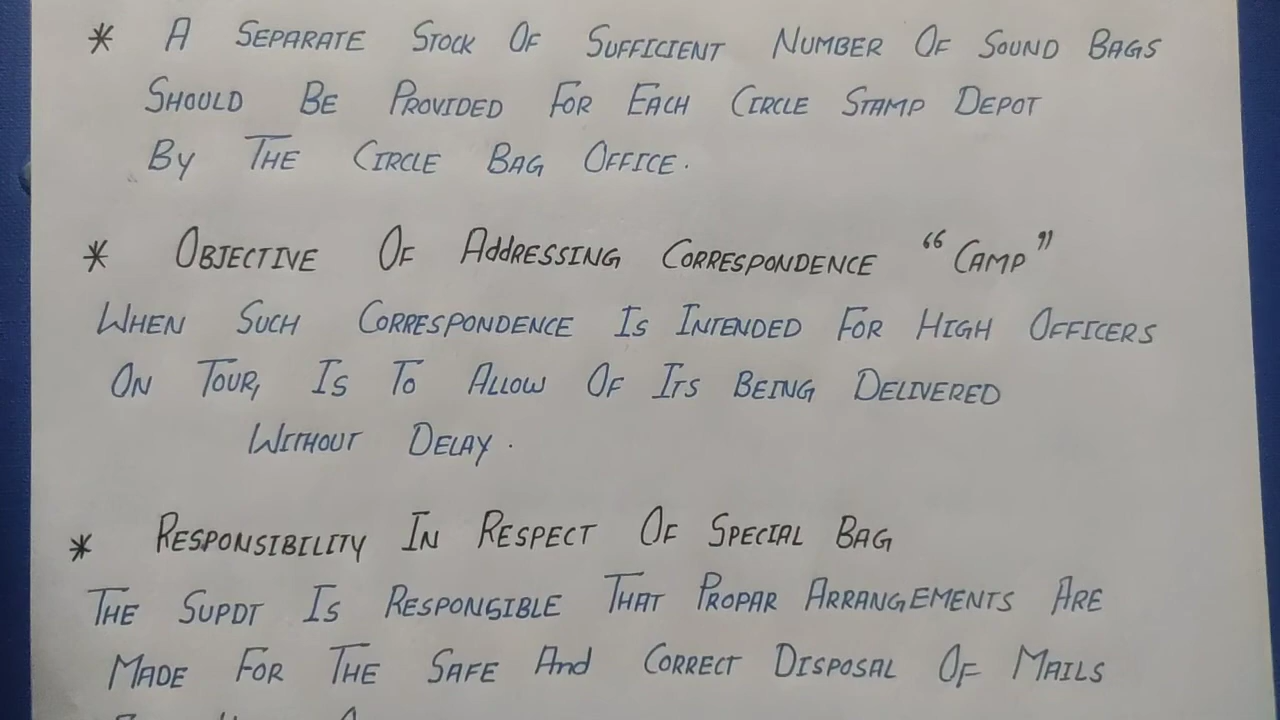 * A SEPARATE STOCK OF SUFFICIENT NUMBER OF SOUND BAGS
SHOULD BE PROVIDED FOR EACH CIRCLE STAMP DEPOT
BY THE CIRCLE BAG OFFICE.
* OBJECTIVE OF ADDRESSING CORRESPONDENCE “CAMP”
WHEN SUCH CORRESPONDENCE IS INTENDED FOR HIGH OFFICERS
ON TOUR, IS TO ALLOW OF ITS BEING DELIVERED
WITHOUT DELAY.
* RESPONSIBILITY IN RESPECT OF SPECIAL BAG
THE SUPDT IS RESPONSIBLE THAT PROPAR ARRANGEMENTS ARE
MADE FOR THE SAFE And CORRECT DISPOSAL OF MAILS